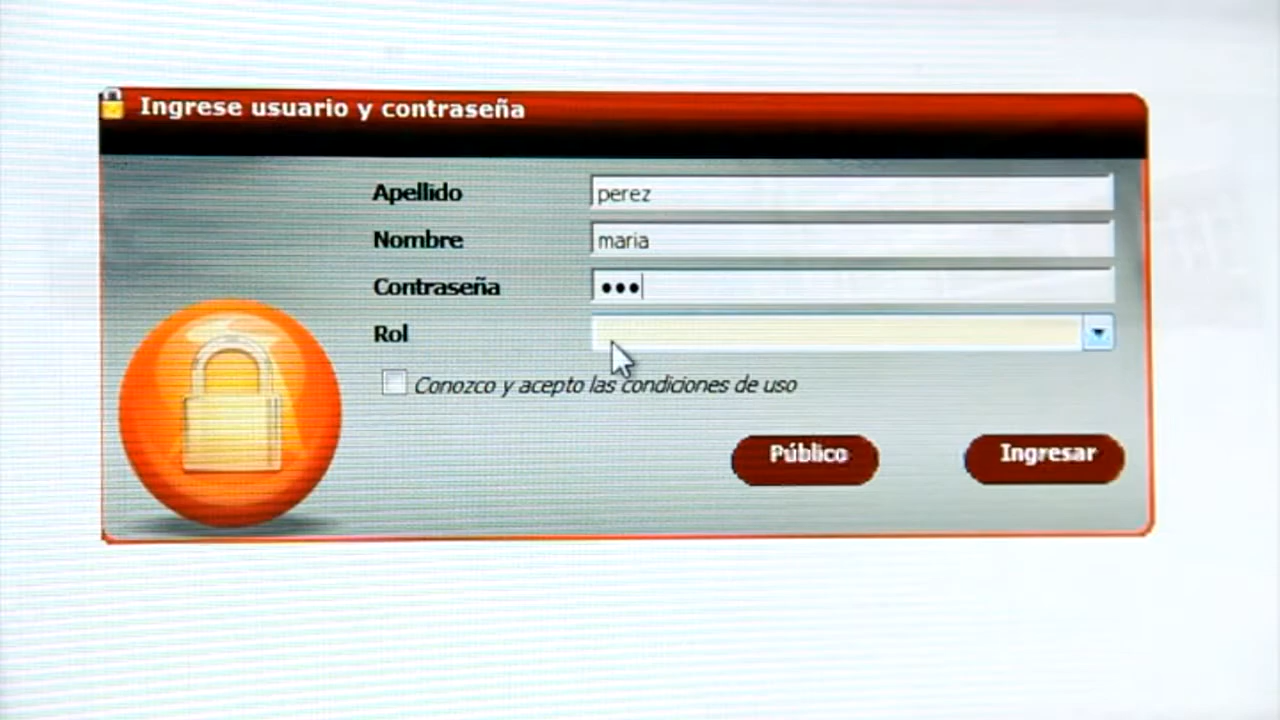 Ingrese usuario y contraseña
Apellido perez
Nombre maria
Contraseña •••
Rol
Conozco y acepto las condiciones de uso
Público Ingresar